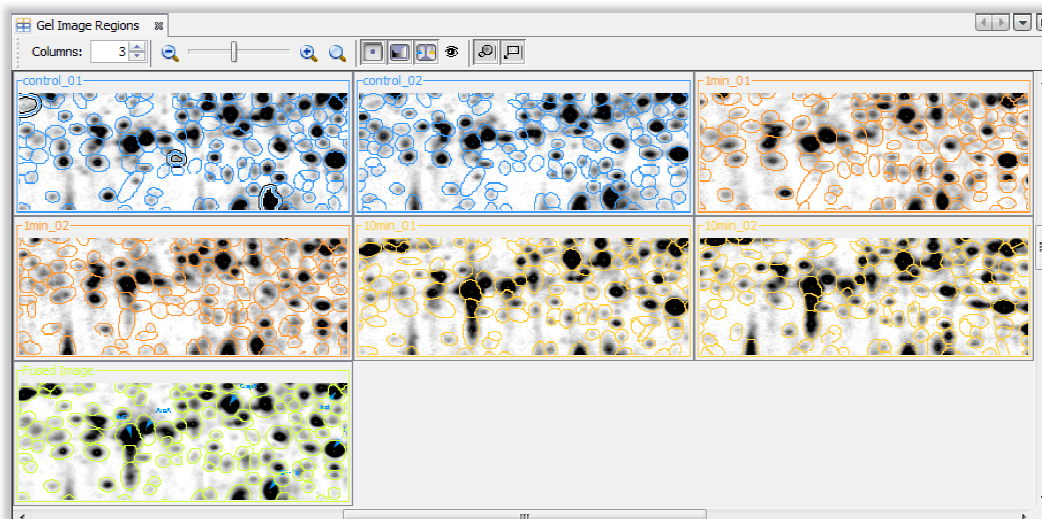 Gel Image Regions
Columns: 3
control_01
control_02
1min_01
1min_02
10min_01
10min_02
Fused Image